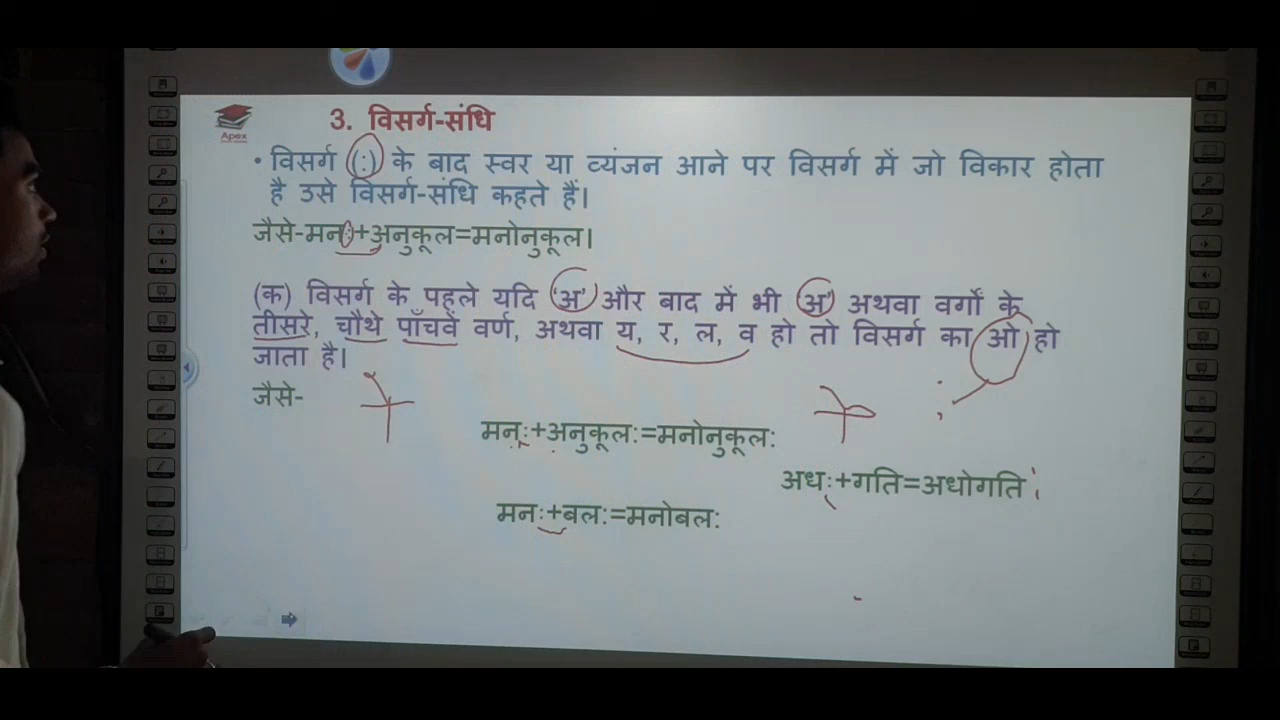 Apex
3. विसर्ग-संधि
• विसर्ग (:) के बाद स्वर या व्यंजन आने पर विसर्ग में जो विकार होता
है उसे विसर्ग-संधि कहते हैं।
जैसे-मन:+अनुकूल=मनोनुकूल।
(क) विसर्ग के पहले यदि 'अ' और बाद में भी 'अ' अथवा वर्गों के
तीसरे, चौथे पाँचवें वर्ण, अथवा य, र, ल, व हो तो विसर्ग का ओ हो
जाता है।
जैसे-
मन:+अनुकूल:=मनोनुकूल:
अध:+गति=अधोगति
मन:+बल:=मनोबल: